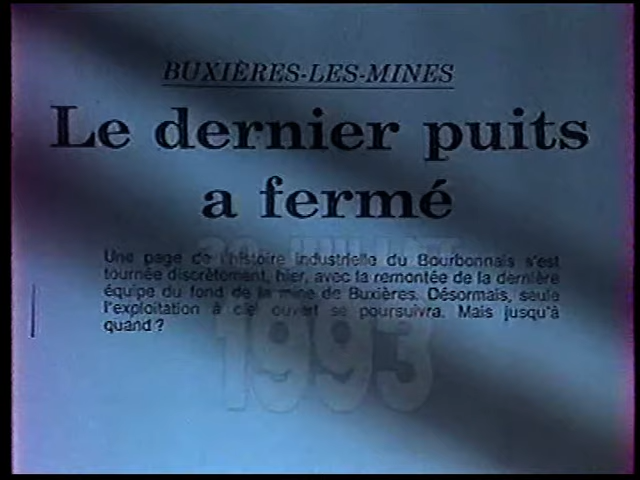 BUXIÈRES-LES-MINES
Le dernier puits
a fermé
Une page de l'histoire industrielle du Bourbonnais s'est
tournée discrètement, hier, avec la remontée de la dernière
équipe du fond de la mine de Buxières. Désormais, seule
l'exploitation à ciel ouvert se poursuivra. Mais jusqu'à
quand ?
1993